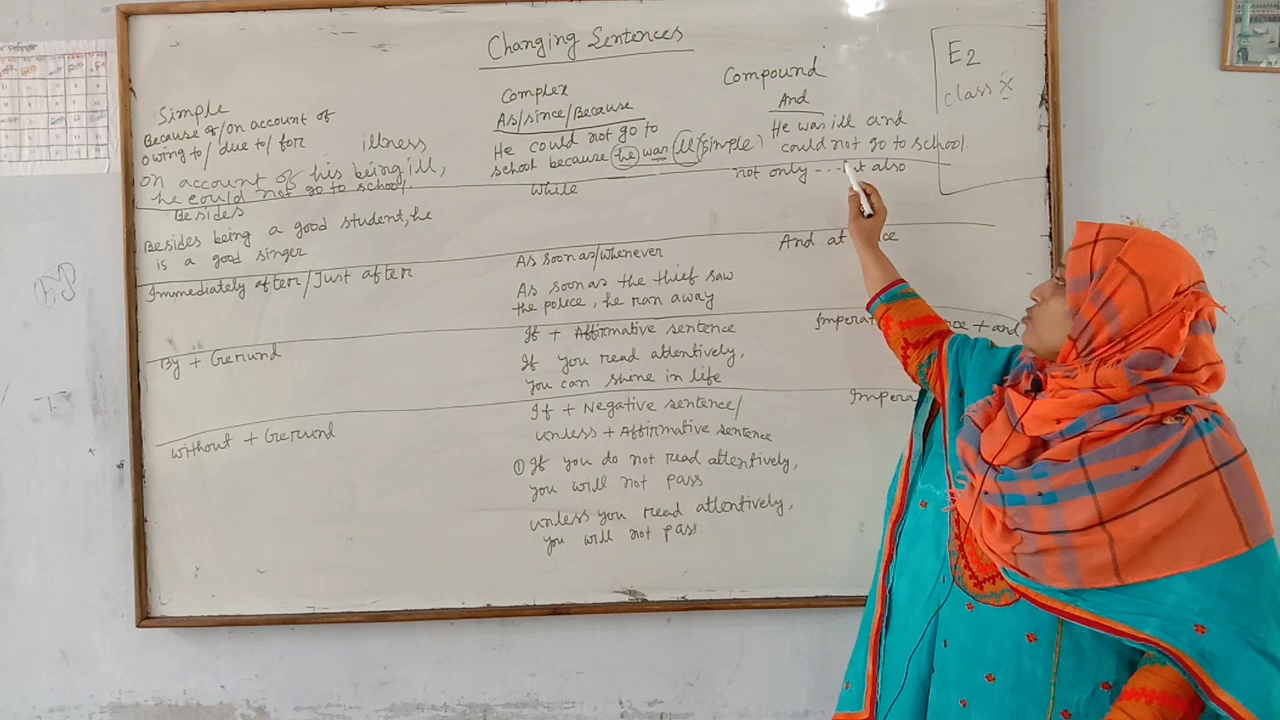 Changing Sentences
E2
class X
Simple
Because of/on account of
owing to/ due to/ for
illness
on account of his being ill,
he could not go to school.
Complex
As/since/Because
He could not go to
school because he was ill (simple)
Compound
And
He was ill and
could not go to school.
Besides
Besides being a good student, he
is a good singer
While
not only --- but also
Immediately after/Just after
As soon as/whenever
As soon as the thief saw
the police, he ran away
And at
By + Gerund
If + Affirmative sentence
If you read attentively,
you can shine in life
+ and
without + Gerund
If + Negative sentence/
unless + Affirmative sentence
① If you do not read attentively,
you will not pass.
unless you read attentively,
you will not pass.